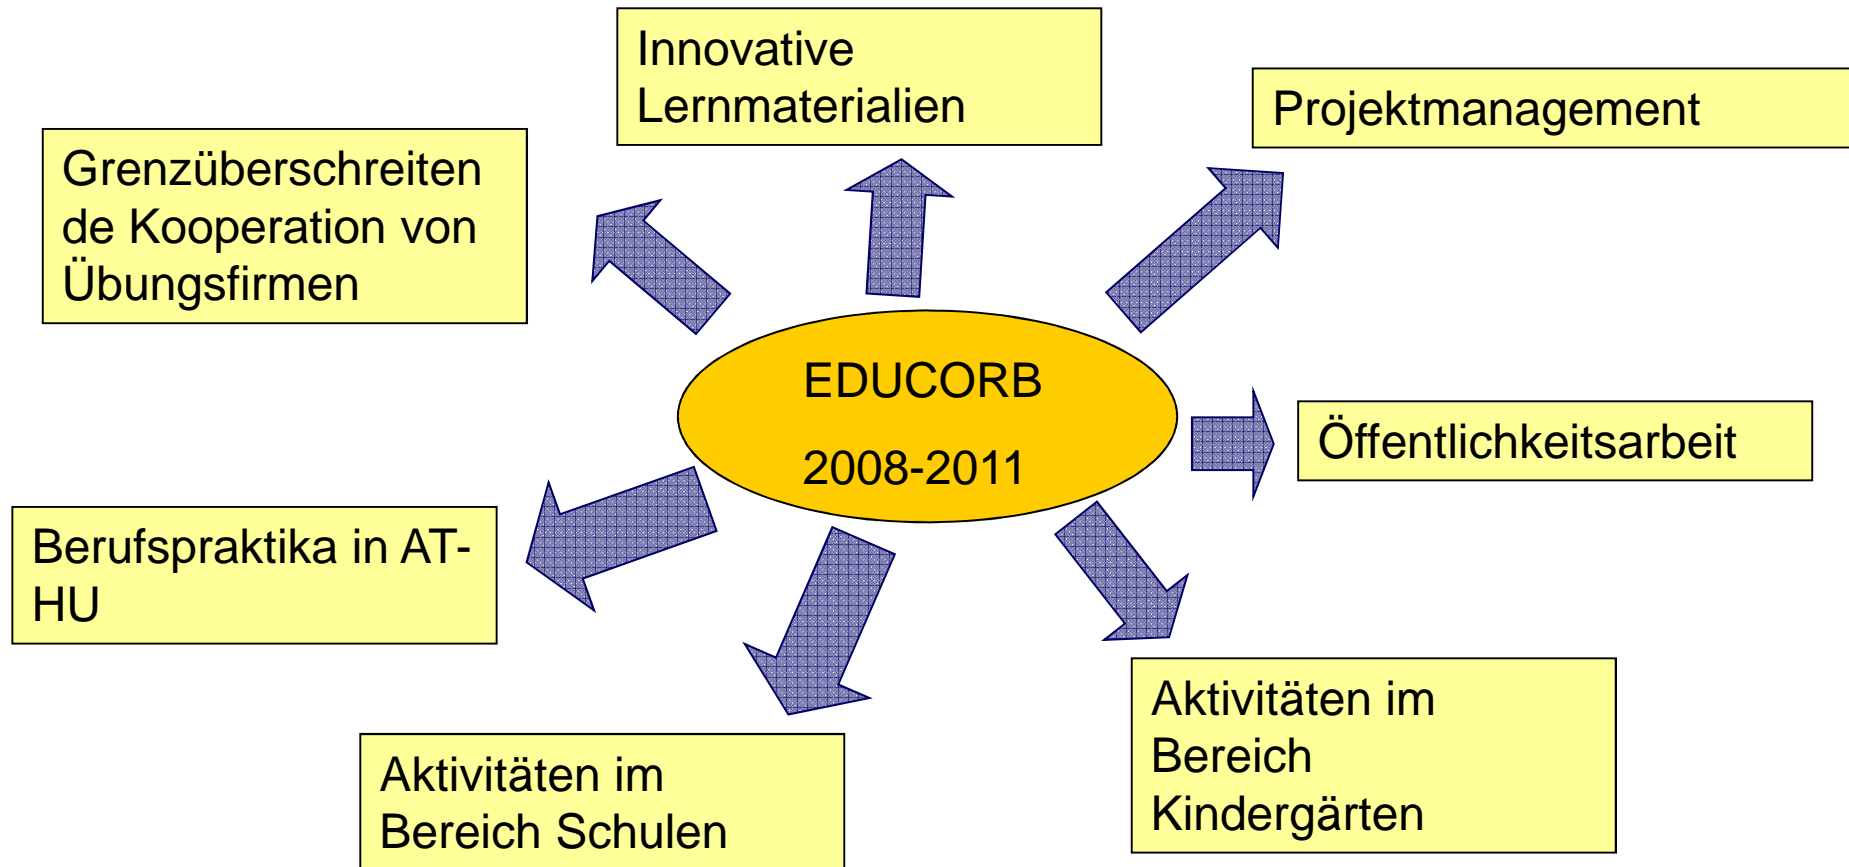 Innovative
Lernmaterialien
Projektmanagement
Grenzüberschreiten
de Kooperation von
Übungsfirmen
EDUCORB
2008-2011
Öffentlichkeitsarbeit
Berufspraktika in AT-
HU
Aktivitäten im
Bereich Schulen
Aktivitäten im
Bereich
Kindergärten